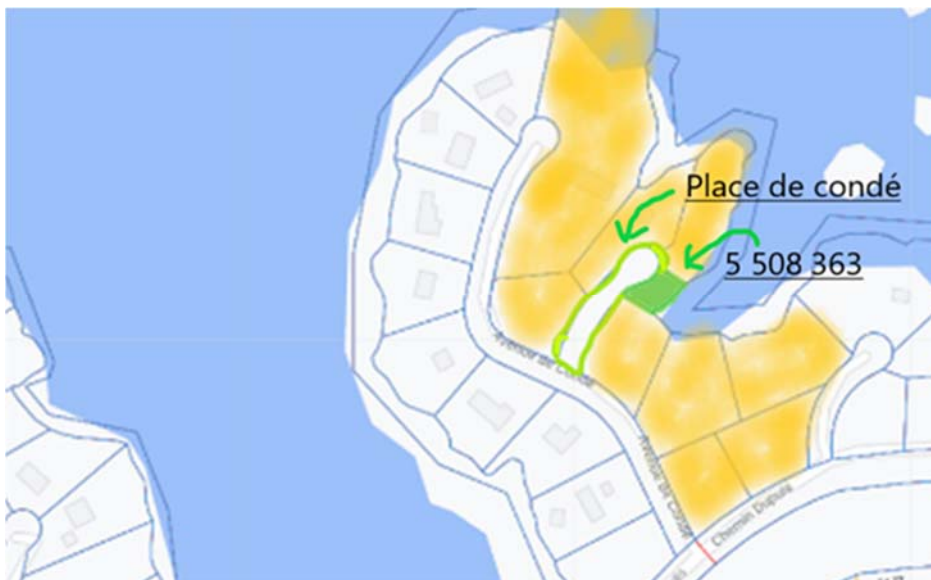 Place de condé
5 508 363
Avenue de Condé
Avenue de Condé
Chemin Dupuis